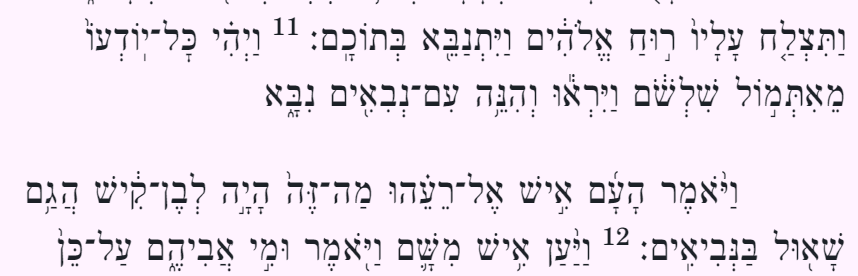 וַתִּצְלַ֤ח עָלָיו֙ ר֣וּחַ אֱלֹהִ֔ים וַיִּתְנַבֵּ֖א בְּתוֹכָֽם׃ 11 וַיְהִ֗י כָּל־יֽוֹדְעוֹ֙
מֵאִתְּמ֣וֹל שִׁלְשֹׁ֔ם וַיִּרְא֕וּ וְהִנֵּ֥ה עִם־נְבִאִ֖ים נִבָּ֑א
וַיֹּ֨אמֶר הָעָ֜ם אִ֣ישׁ אֶל־רֵעֵ֗הוּ מַה־זֶּה֙ הָיָ֣ה לְבֶן־קִ֔ישׁ הֲגַ֥ם
שָׁא֖וּל בַּנְּבִיאִֽים׃ 12 וַיַּ֨עַן אִ֥ישׁ מִשָּׁ֛ם וַיֹּ֖אמֶר וּמִ֣י אֲבִיהֶ֑ם עַל־כֵּן֙